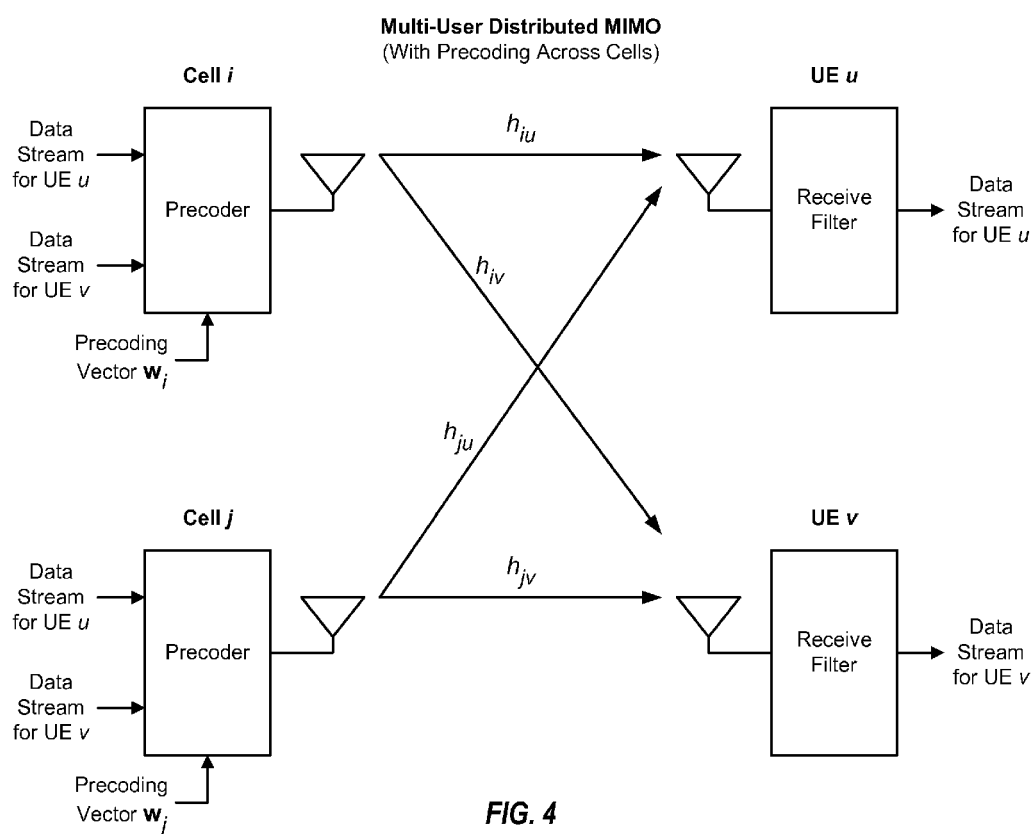 Multi-User Distributed MIMO
(With Precoding Across Cells)
Cell i
UE u
Data
Stream
for UE u
Data
Stream
for UE v
Precoder
Precoding
Vector w_i
h_iu
h_iv
h_ju
h_jv
Receive
Filter
Data
Stream
for UE u
Cell j
UE v
Data
Stream
for UE u
Data
Stream
for UE v
Precoder
Precoding
Vector w_j
Receive
Filter
Data
Stream
for UE v
FIG. 4